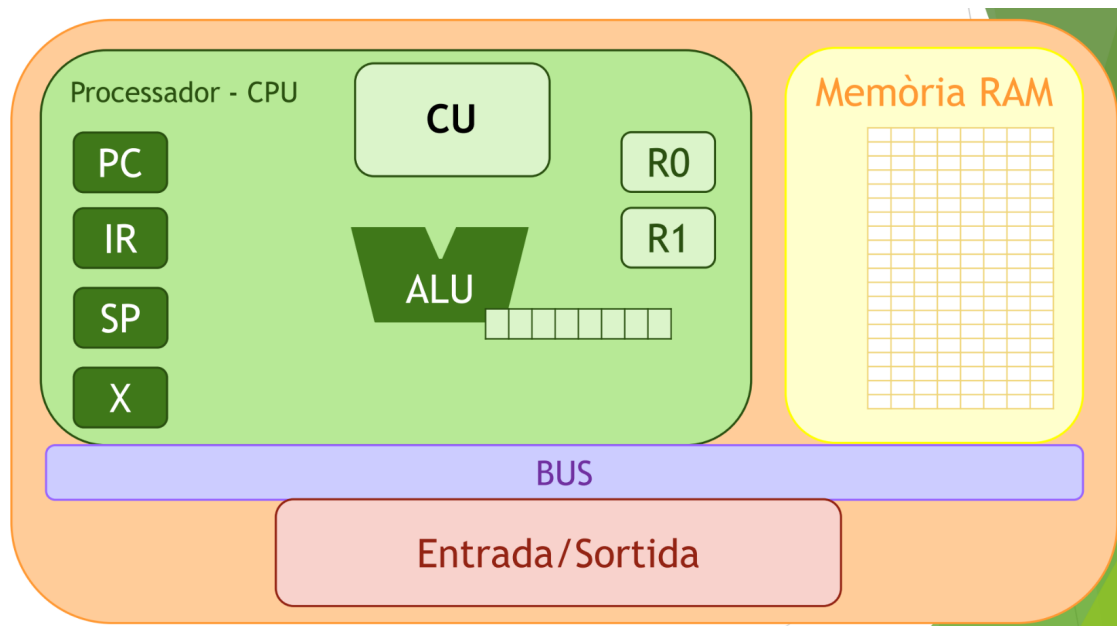 Processador - CPU
CU
PC
IR
SP
X
ALU
R0
R1
Memòria RAM
BUS
Entrada/Sortida